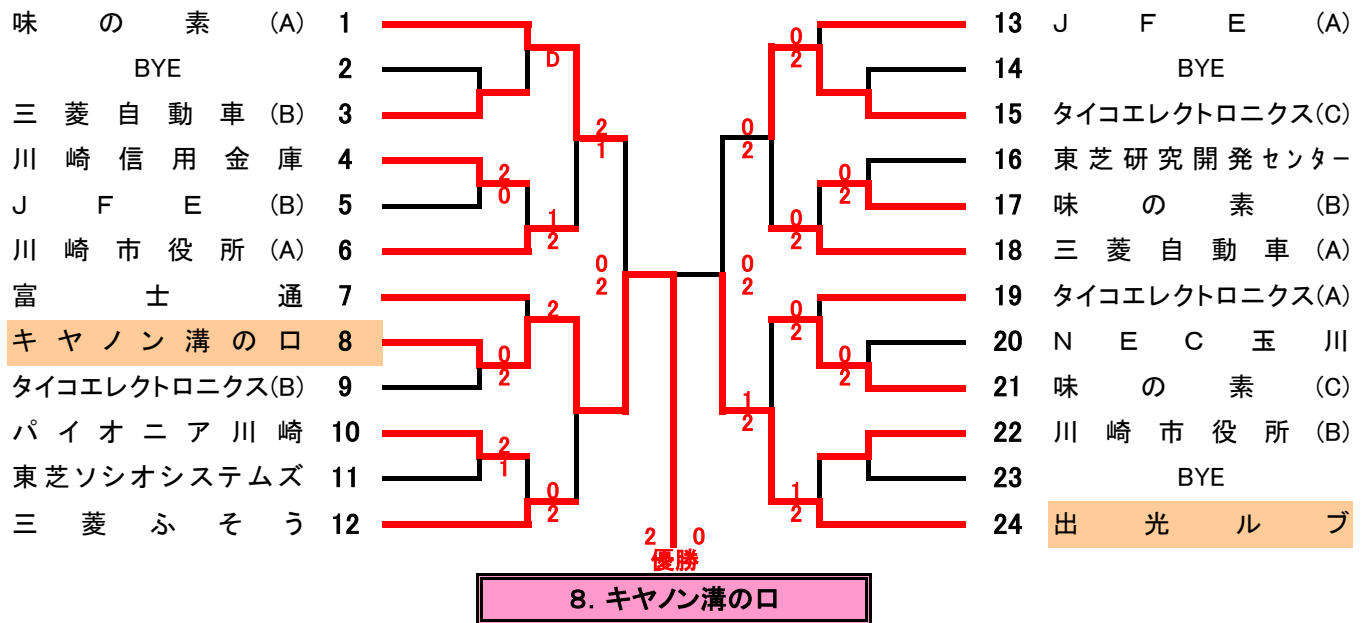 味の素(A) 1
BYE 2
三菱自動車(B) 3
川崎信用金庫 4
JFE(B) 5
川崎市役所(A) 6
富士通 7
キヤノン溝の口 8
タイコエレクトロニクス(B) 9
パイオニア川崎 10
東芝ソシオシステムズ 11
三菱ふそう 12
D
2
1
2
0
1
2
0
2
2
0
2
2
1
0
2
0
2
0
2
0
2
0
2
0
2
0
2
0
2
1
2
1
2
13 JFE(A)
14 BYE
15 タイコエレクトロニクス(C)
16 東芝研究開発センター
17 味の素(B)
18 三菱自動車(A)
19 タイコエレクトロニクス(A)
20 NEC玉川
21 味の素(C)
22 川崎市役所(B)
23 BYE
24 出光ルブ
2 0
優勝
8. キヤノン溝の口